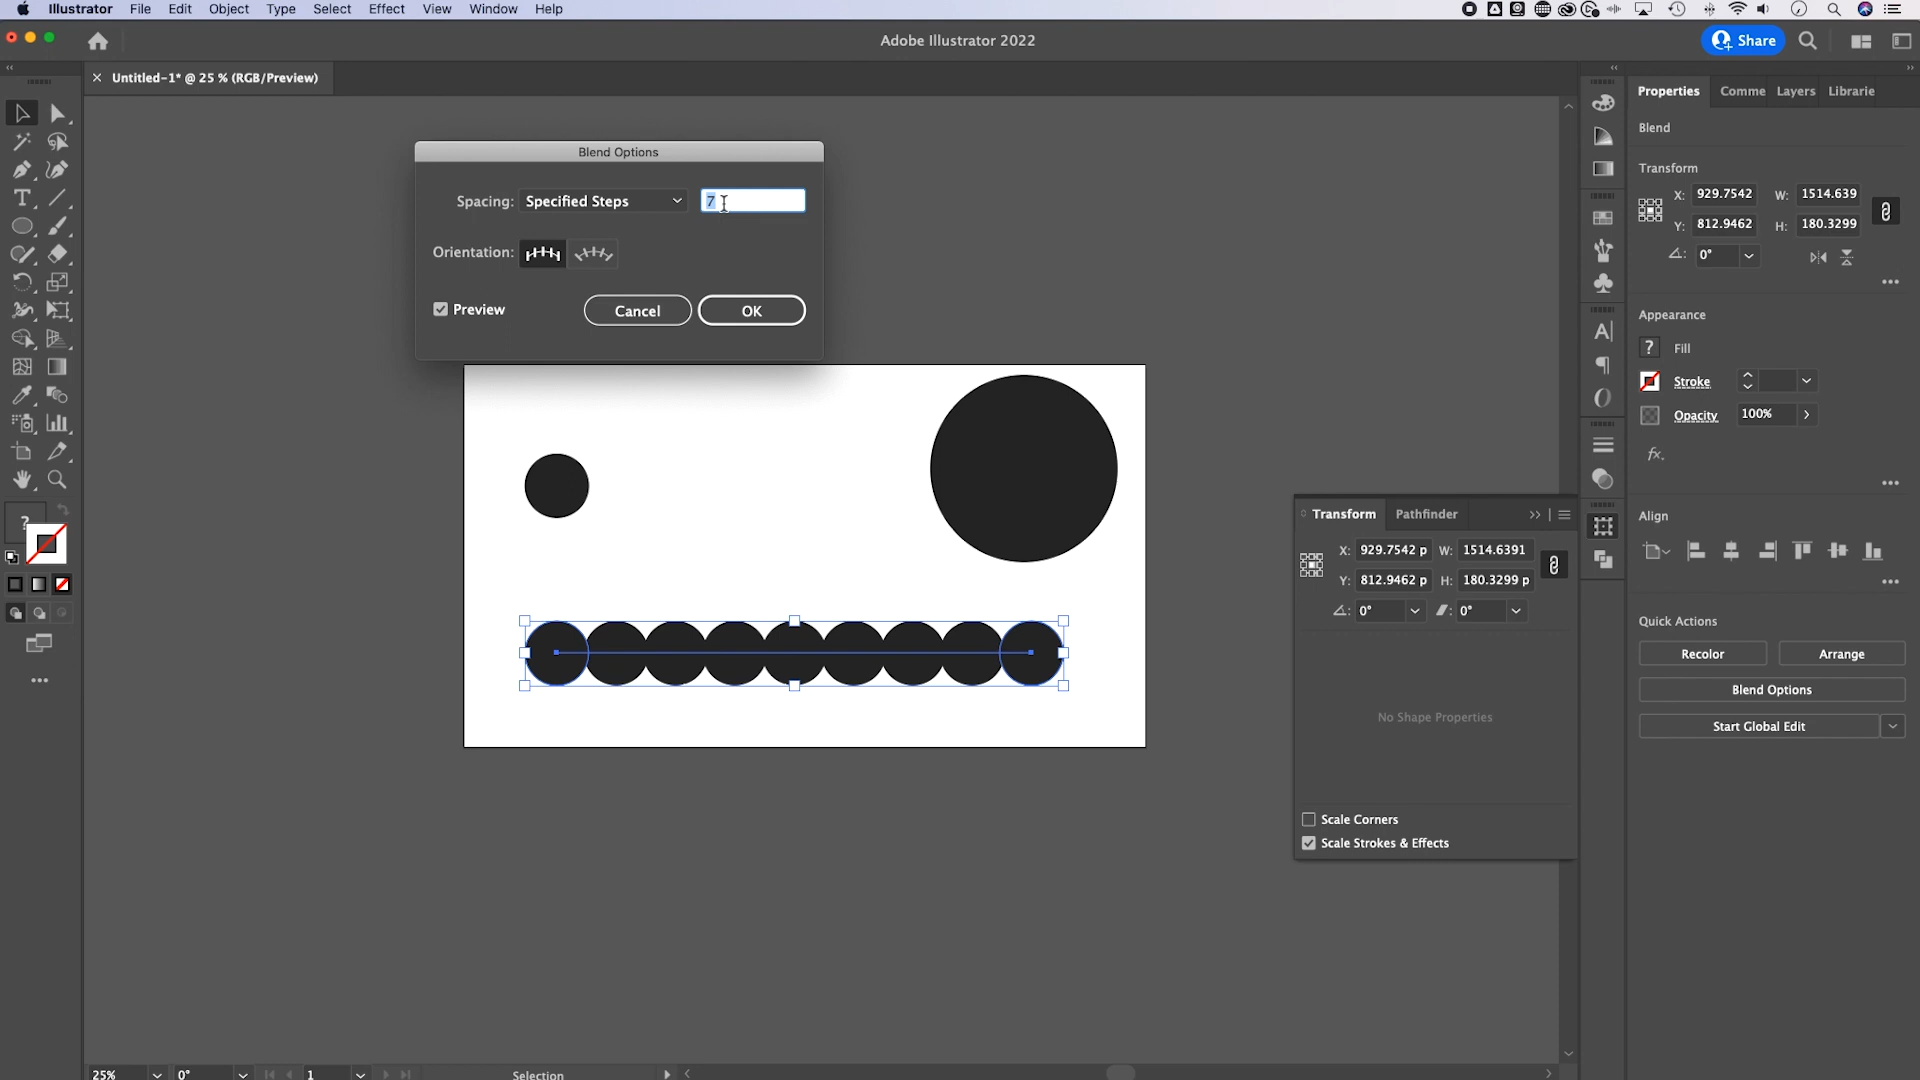 Illustrator File Edit Object Type Select Effect View Window Help
Adobe Illustrator 2022
Share
× Untitled-1* @ 25 % (RGB/Preview)
Blend Options
Spacing: Specified Steps 7
Orientation:
Preview Cancel OK
Properties Comme Layers Librarie
Blend
Transform
X: 929.7542 W: 1514.639
Y: 812.9462 H: 180.3299
0°
Appearance
? Fill
Stroke
Opacity 100%
fx.
Align
Quick Actions
Recolor Arrange
Blend Options
Start Global Edit
Transform Pathfinder
X: 929.7542 p W: 1514.6391
Y: 812.9462 p H: 180.3299 p
0° 0°
No Shape Properties
Scale Corners
Scale Strokes & Effects
?
25% 0° 1 Selection